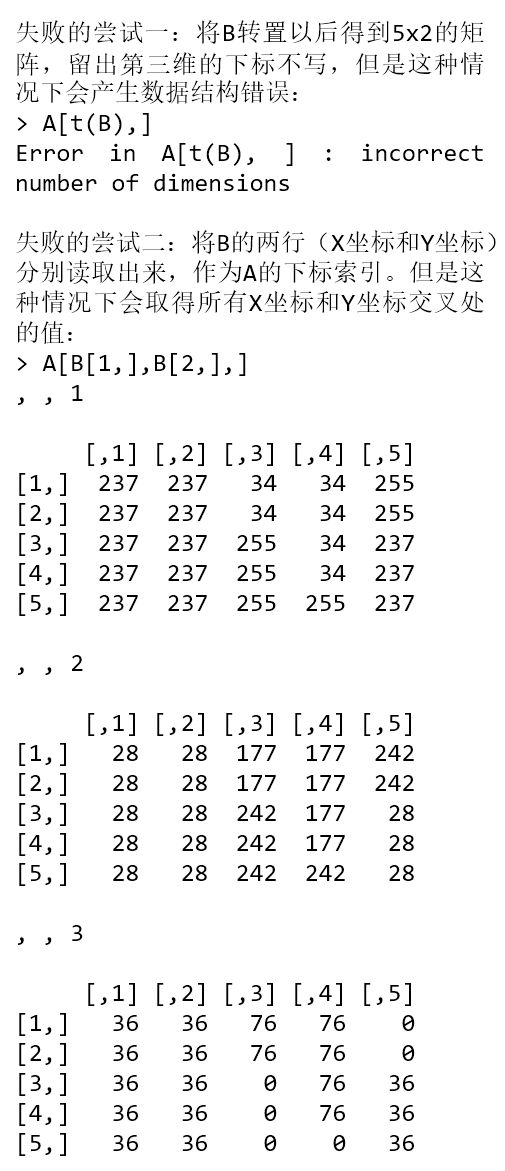 失败的尝试一：将B转置以后得到5x2的矩
阵，留出第三维的下标不写，但是这种情
况下会产生数据结构错误：
> A[t(B),]
Error in A[t(B), ] : incorrect
number of dimensions

失败的尝试二：将B的两行（X坐标和Y坐标）
分别读取出来，作为A的下标索引。但是这
种情况下会取得所有X坐标和Y坐标交叉处
的值：
> A[B[1,],B[2,],]
, , 1

     [,1] [,2] [,3] [,4] [,5]
[1,]  237  237   34   34  255
[2,]  237  237   34   34  255
[3,]  237  237  255   34  237
[4,]  237  237  255   34  237
[5,]  237  237  255  255  237

, , 2

     [,1] [,2] [,3] [,4] [,5]
[1,]   28   28  177  177  242
[2,]   28   28  177  177  242
[3,]   28   28  242  177   28
[4,]   28   28  242  177   28
[5,]   28   28  242  242   28

, , 3

     [,1] [,2] [,3] [,4] [,5]
[1,]   36   36   76   76    0
[2,]   36   36   76   76    0
[3,]   36   36    0   76   36
[4,]   36   36    0   76   36
[5,]   36   36    0    0   36